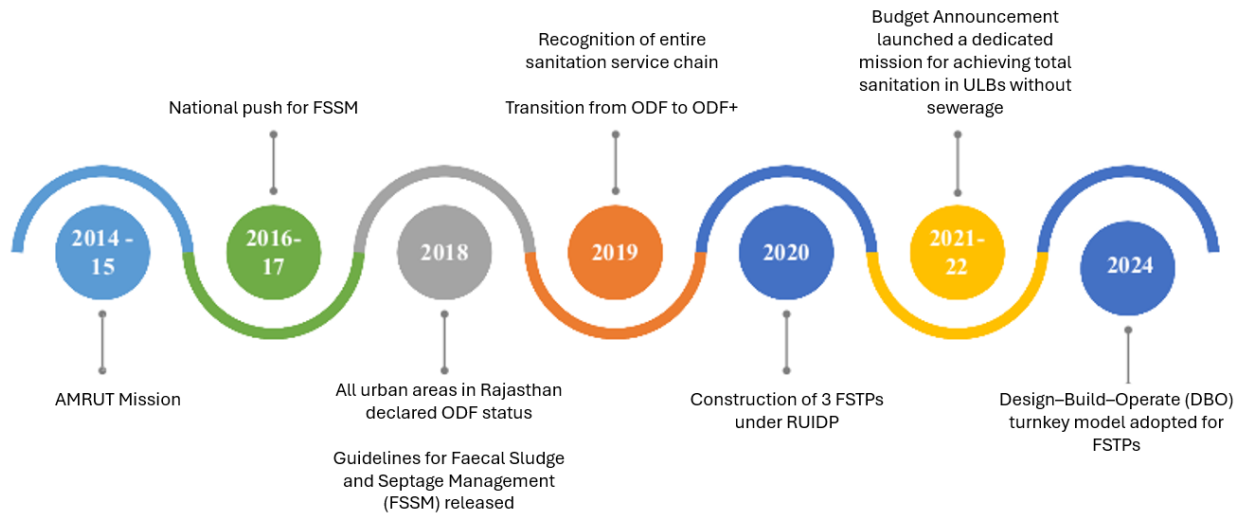 National push for FSSM
Recognition of entire
sanitation service chain
Transition from ODF to ODF+
Budget Announcement
launched a dedicated
mission for achieving total
sanitation in ULBs without
sewerage
2014 -
15
2016-
17
2018
2019
2020
2021-
22
2024
AMRUT Mission
All urban areas in Rajasthan
declared ODF status
Guidelines for Faecal Sludge
and Septage Management
(FSSM) released
Construction of 3 FSTPs
under RUIDP
Design–Build–Operate (DBO)
turnkey model adopted for
FSTPs